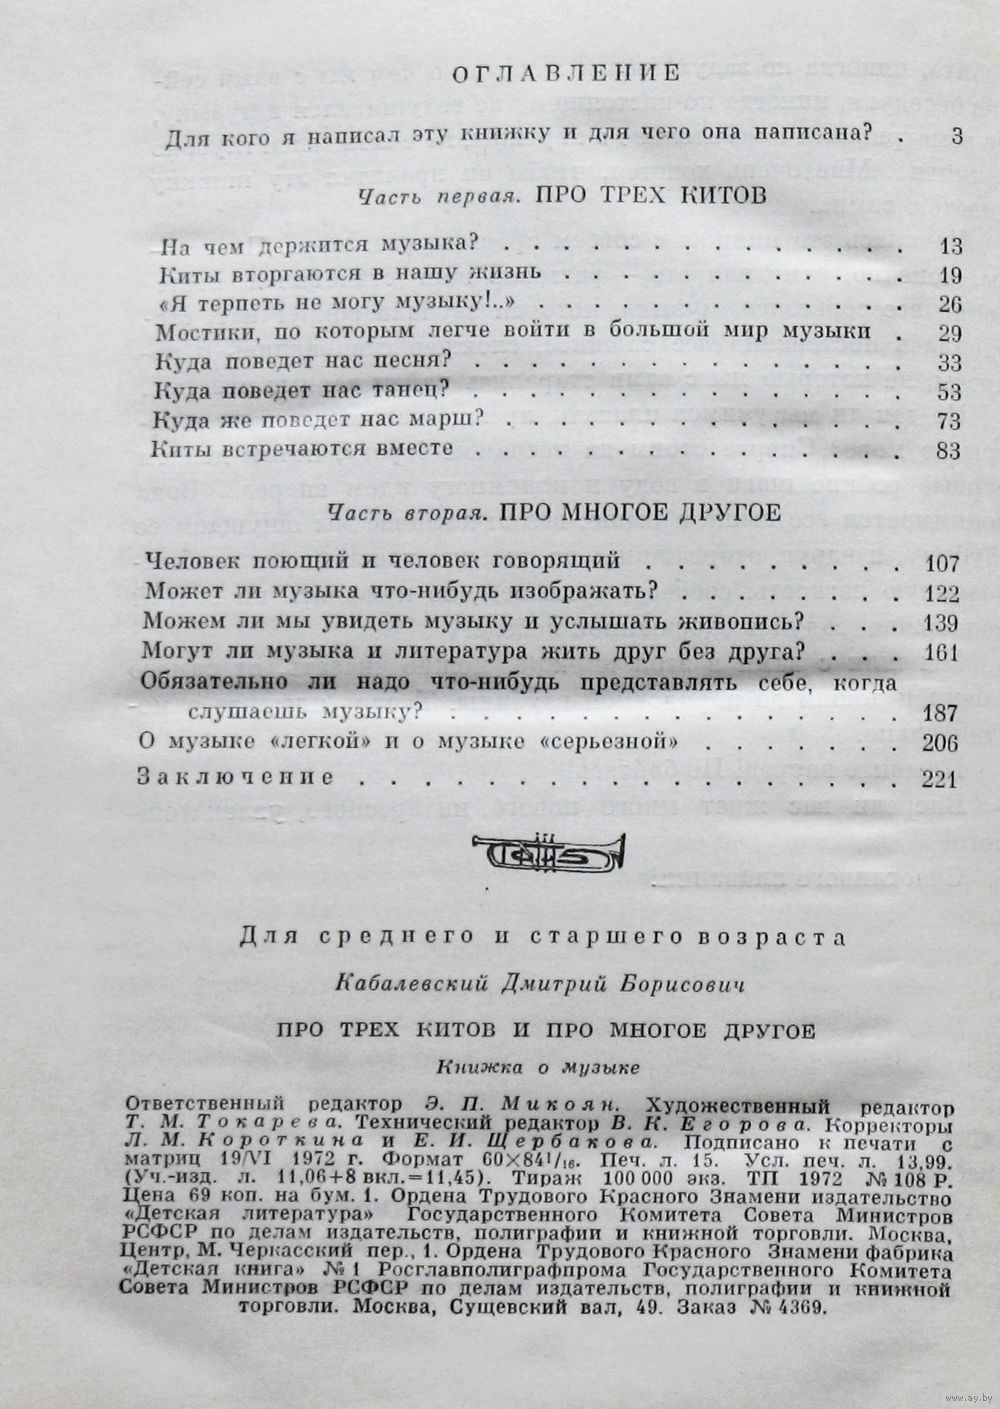 ОГЛАВЛЕНИЕ
Для кого я написал эту книжку и для чего она написана? . 3
Часть первая. ПРО ТРЕХ КИТОВ
На чем держится музыка? . . . . . . . . . . . . . . . 13
Киты вторгаются в нашу жизнь . . . . . . . . . . . . 19
«Я терпеть не могу музыку!..» . . . . . . . . . . . . . 26
Мостики, по которым легче войти в большой мир музыки . 29
Куда поведет нас песня? . . . . . . . . . . . . . . . . 33
Куда поведет нас танец? . . . . . . . . . . . . . . . . 53
Куда же поведет нас марш? . . . . . . . . . . . . . . 73
Киты встречаются вместе . . . . . . . . . . . . . . . . 83
Часть вторая. ПРО МНОГОЕ ДРУГОЕ
Человек поющий и человек говорящий . . . . . . . . . 107
Может ли музыка что-нибудь изображать? . . . . . . . . 122
Можем ли мы увидеть музыку и услышать живопись? . . . 139
Могут ли музыка и литература жить друг без друга? . . . 161
Обязательно ли надо что-нибудь представлять себе, когда
слушаешь музыку? . . . . . . . . . . . . . . . . 187
О музыке «легкой» и о музыке «серьезной» . . . . . . . 206
Заключение . . . . . . . . . . . . . . . . . . . . 221
Для среднего и старшего возраста
Кабалевский Дмитрий Борисович
ПРО ТРЕХ КИТОВ И ПРО МНОГОЕ ДРУГОЕ
Книжка о музыке
Ответственный редактор Э. П. Микоян. Художественный редактор
Т. М. Токарева. Технический редактор В. К. Егорова. Корректоры
Л. М. Короткина и Е. И. Щербакова. Подписано к печати с
матриц 19/VI 1972 г. Формат 60×84¹/₁₆. Печ. л. 15. Усл. печ. л. 13,99.
(Уч.-изд. л. 11,06+8 вкл.=11,45). Тираж 100 000 экз. ТП 1972 № 108 Р.
Цена 69 коп. на бум. 1. Ордена Трудового Красного Знамени издательство
«Детская литература» Государственного Комитета Совета Министров
РСФСР по делам издательств, полиграфии и книжной торговли. Москва,
Центр, М. Черкасский пер., 1. Ордена Трудового Красного Знамени фабрика
«Детская книга» № 1 Росглавполиграфпрома Государственного Комитета
Совета Министров РСФСР по делам издательств, полиграфии и книжной
торговли. Москва, Сущевский вал, 49. Заказ № 4369.
www.ay.by